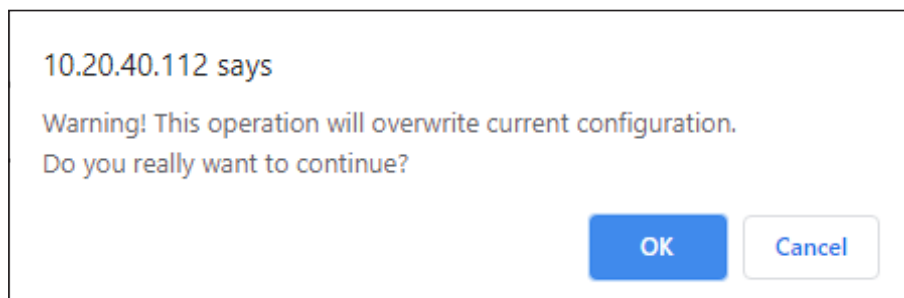 10.20.40.112 says
Warning! This operation will overwrite current configuration.
Do you really want to continue?
OK Cancel